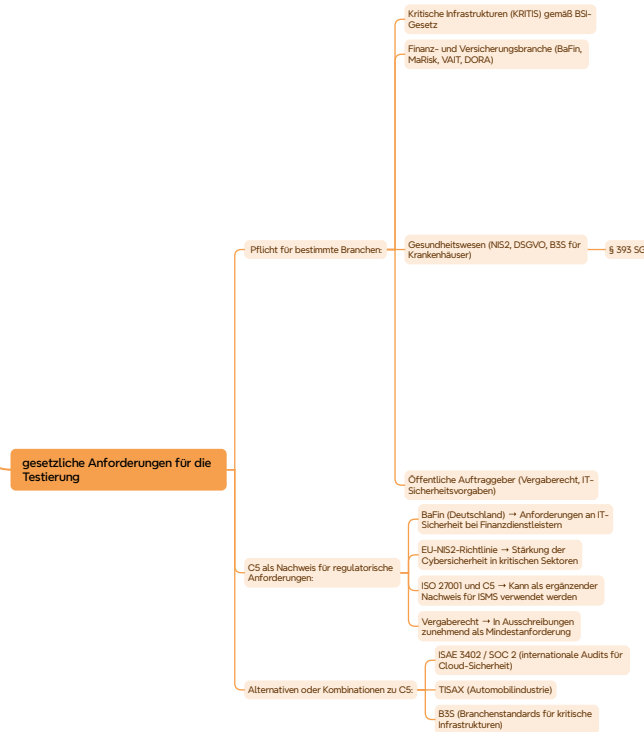 gesetzliche Anforderungen für die
Testierung
Pflicht für bestimmte Branchen:
Kritische Infrastrukturen (KRITIS) gemäß BSI-
Gesetz
Finanz- und Versicherungsbranche (BaFin,
MaRisk, VAIT, DORA)
Gesundheitswesen (NIS2, DSGVO, B3S für
Krankenhäuser)
§ 393 SG
Öffentliche Auftraggeber (Vergaberecht, IT-
Sicherheitsvorgaben)
C5 als Nachweis für regulatorische
Anforderungen:
BaFin (Deutschland) → Anforderungen an IT-
Sicherheit bei Finanzdienstleistern
EU-NIS2-Richtlinie → Stärkung der
Cybersicherheit in kritischen Sektoren
ISO 27001 und C5 → Kann als ergänzender
Nachweis für ISMS verwendet werden
Vergaberecht → In Ausschreibungen
zunehmend als Mindestanforderung
Alternativen oder Kombinationen zu C5:
ISAE 3402 / SOC 2 (internationale Audits für
Cloud-Sicherheit)
TISAX (Automobilindustrie)
B3S (Branchenstandards für kritische
Infrastrukturen)